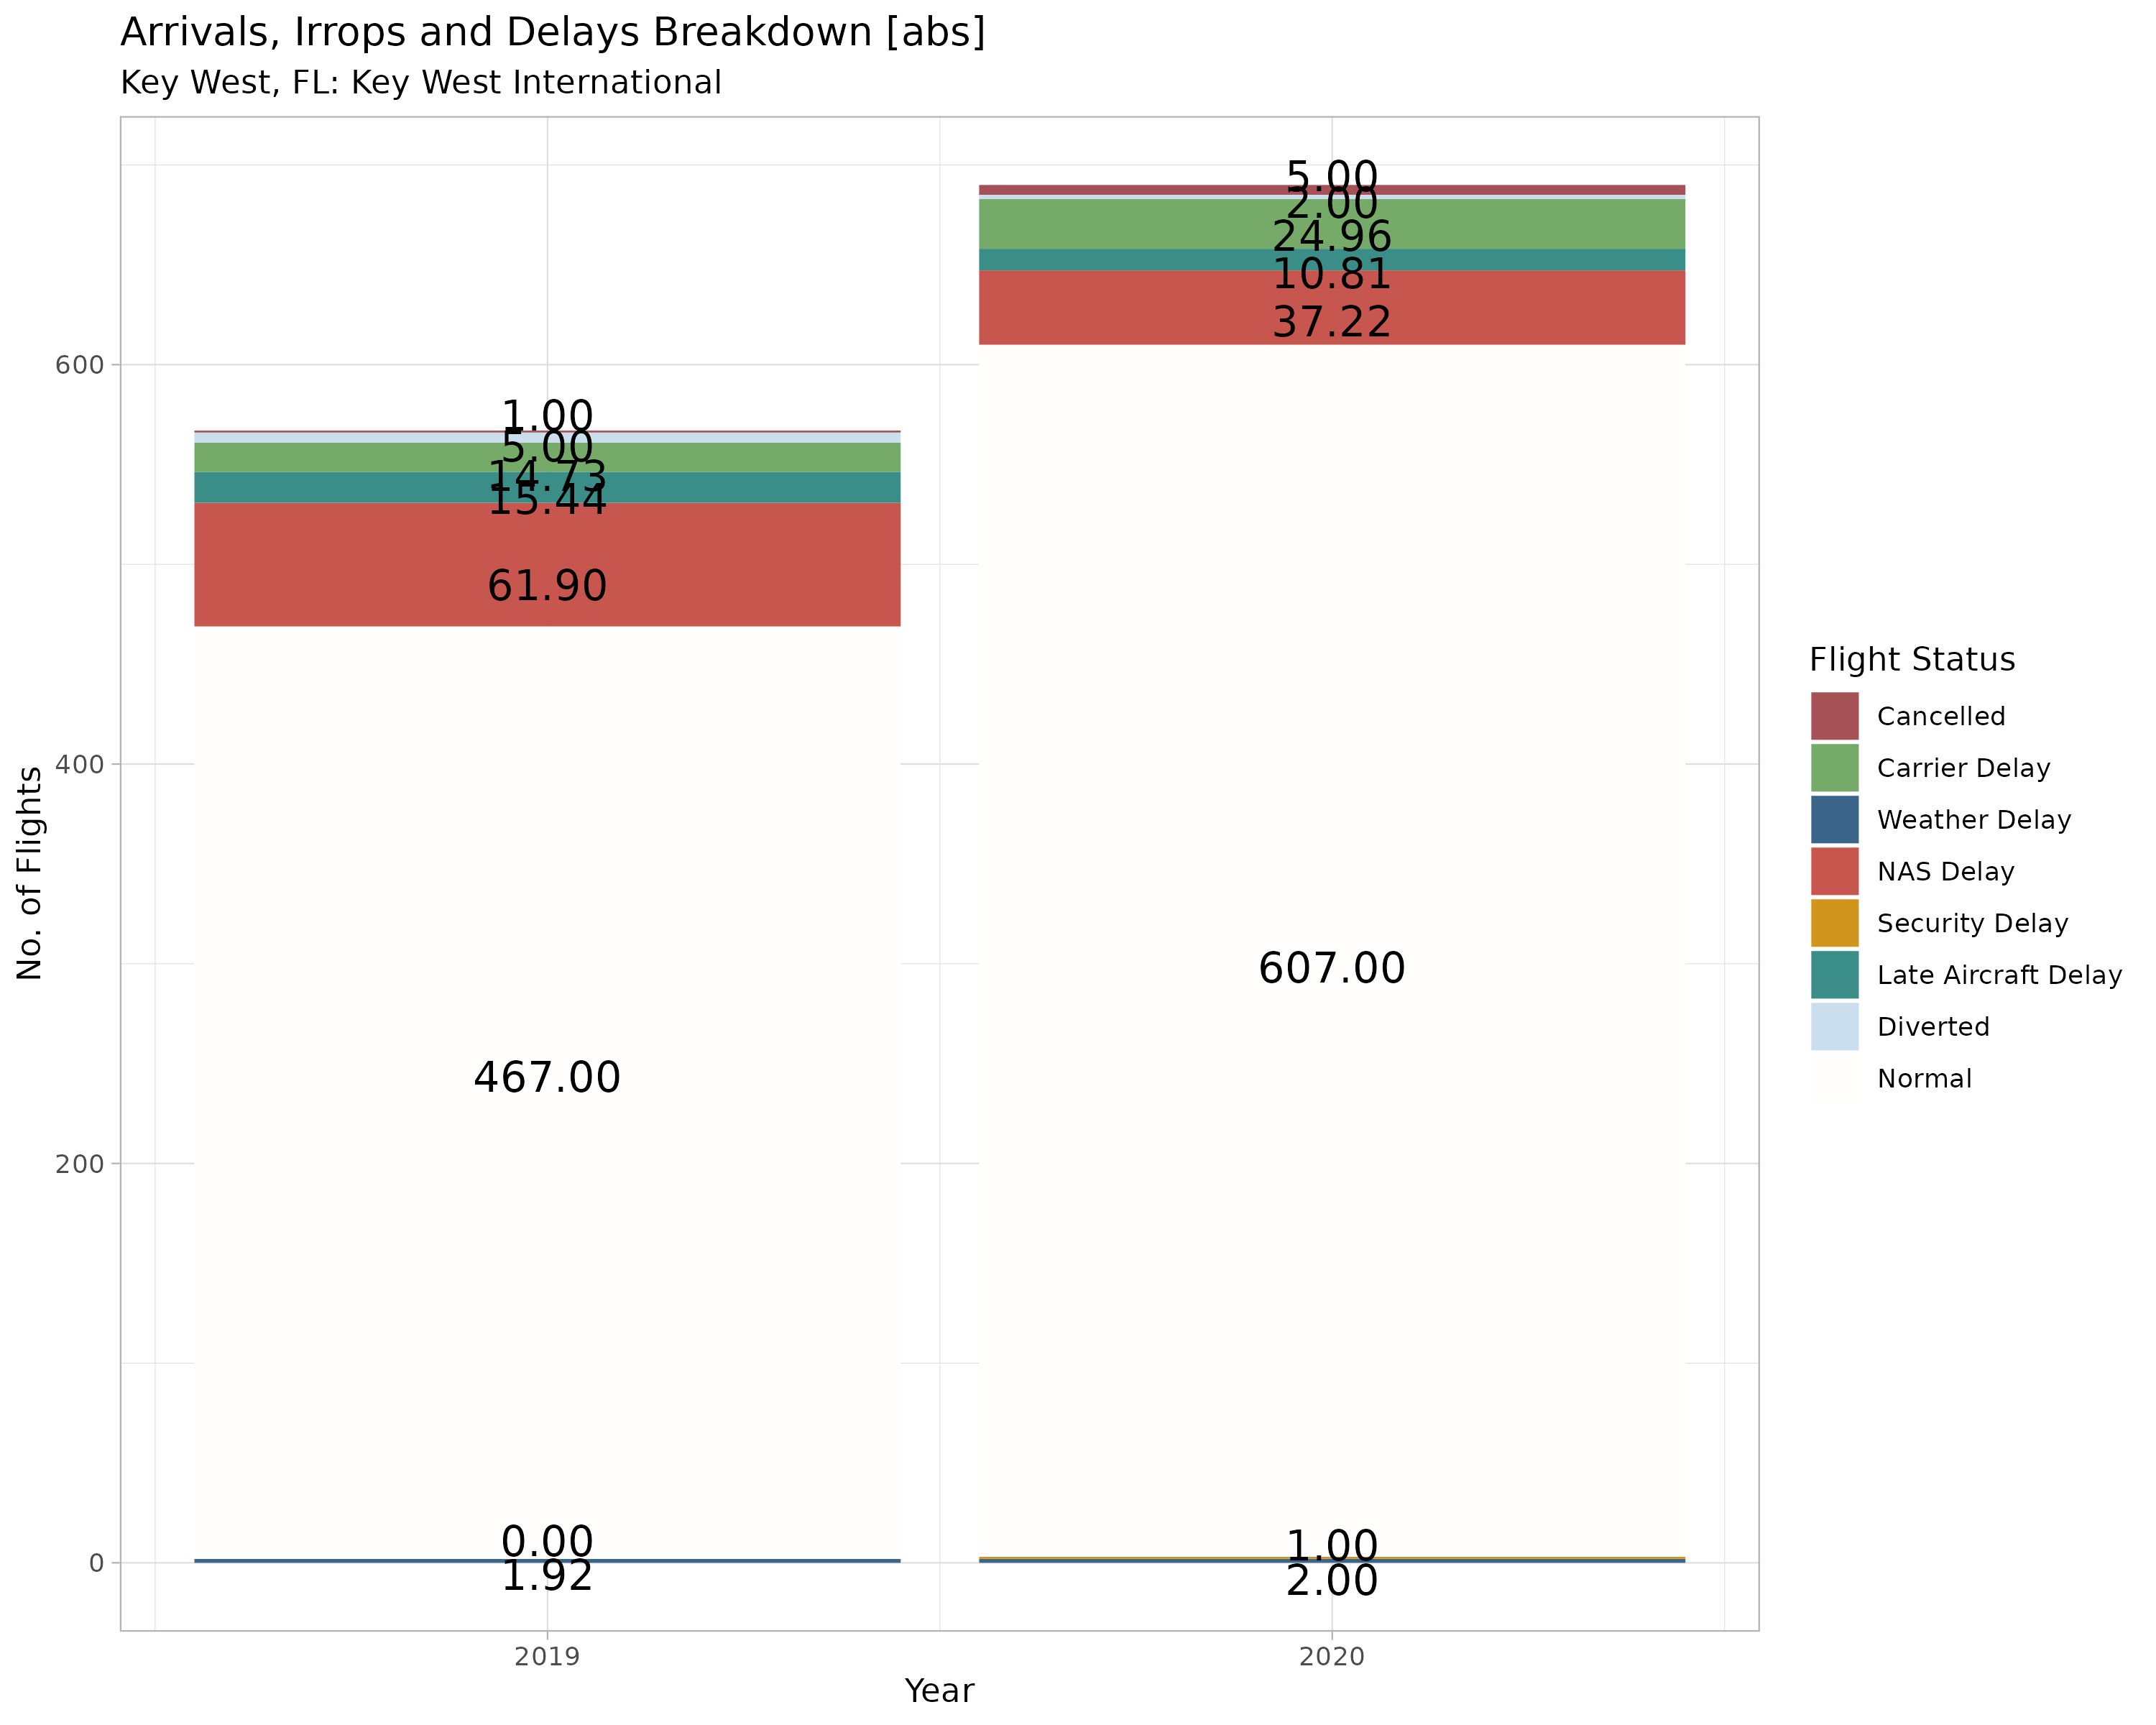 Arrivals, Irrops and Delays Breakdown [abs]
Key West, FL: Key West International
No. of Flights
600
400
200
0
1.00
5.00
14.73
15.44
61.90
467.00
0.00
1.92
5.00
2.00
24.96
10.81
37.22
607.00
1.00
2.00
2019
2020
Year
Flight Status
Cancelled
Carrier Delay
Weather Delay
NAS Delay
Security Delay
Late Aircraft Delay
Diverted
Normal